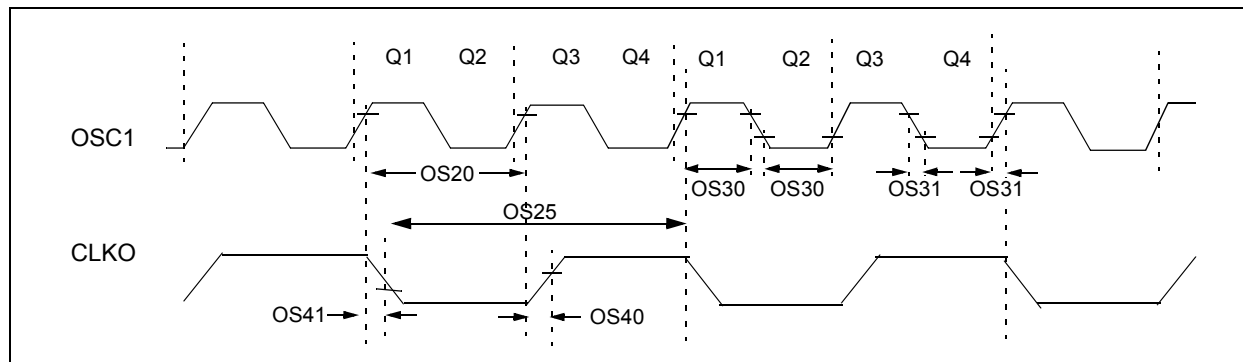 Q1 Q2 Q3 Q4 Q1 Q2 Q3 Q4
OSC1
OS20 OS30 OS30 OS31 OS31
OS25
CLKO
OS41 OS40